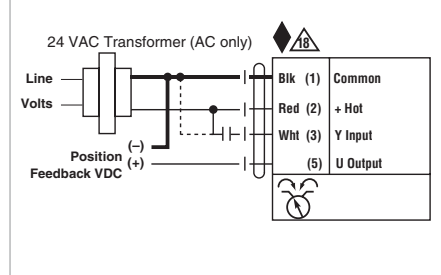 24 VAC Transformer (AC only)
18
Line
Volts
Blk (1) Common
Red (2) + Hot
Wht (3) Y Input
(5) U Output
Position (–)
Feedback VDC (+)